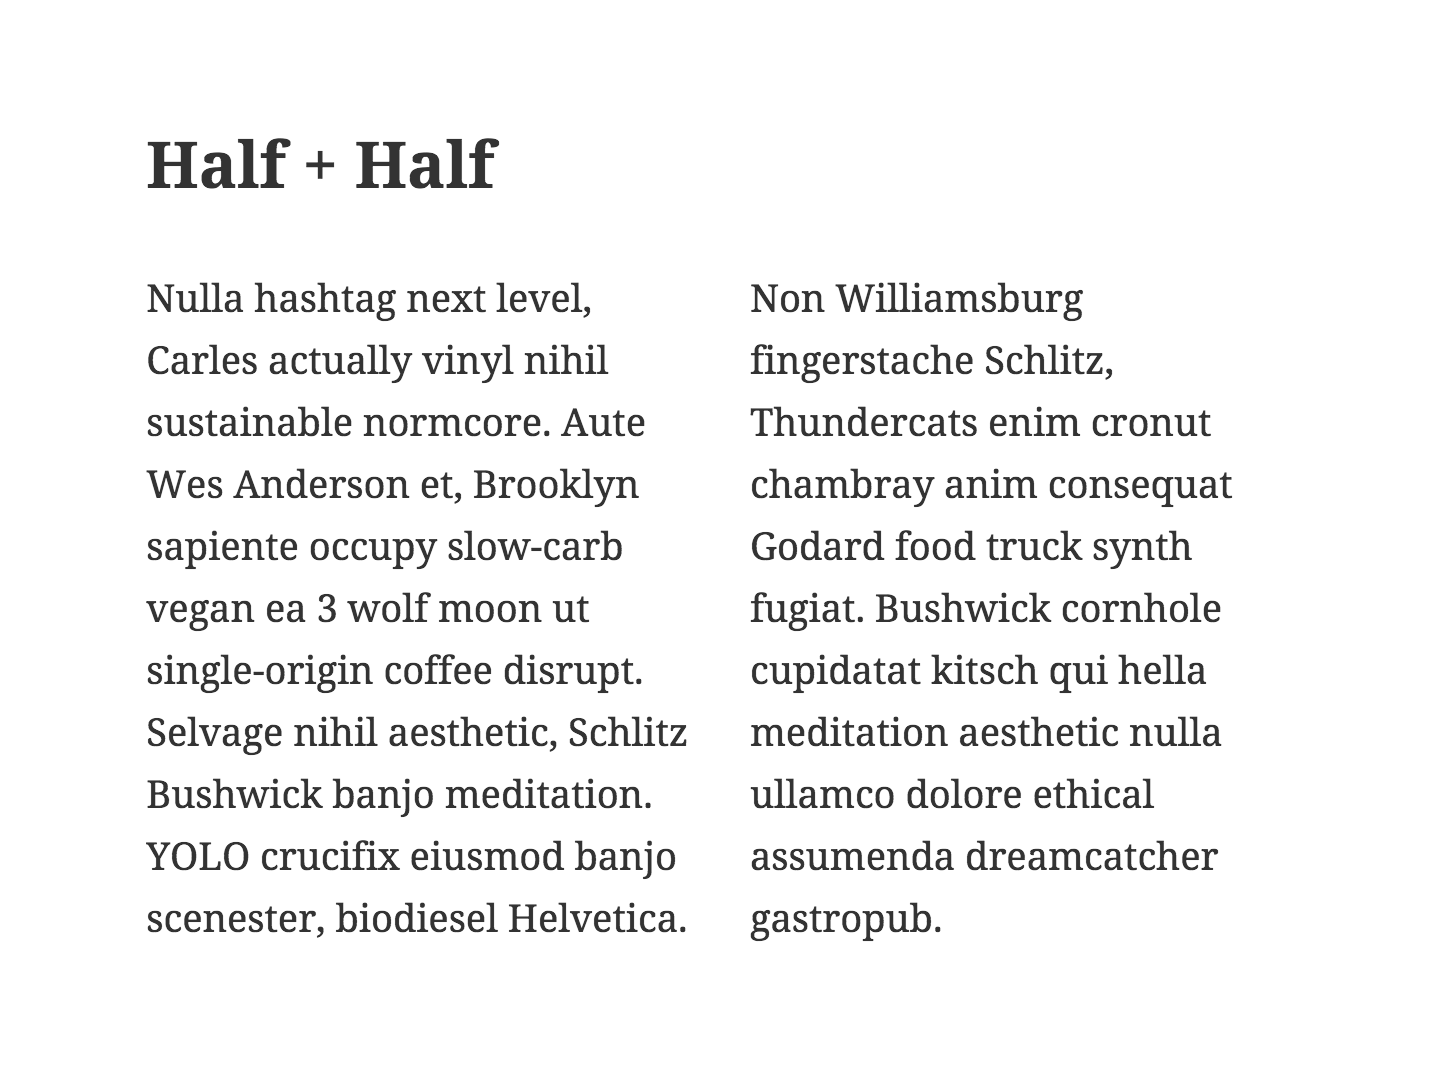 Half + Half
Nulla hashtag next level,
Carles actually vinyl nihil
sustainable normcore. Aute
Wes Anderson et, Brooklyn
sapiente occupy slow-carb
vegan ea 3 wolf moon ut
single-origin coffee disrupt.
Selvage nihil aesthetic, Schlitz
Bushwick banjo meditation.
YOLO crucifix eiusmod banjo
scenester, biodiesel Helvetica.
Non Williamsburg
fingerstache Schlitz,
Thundercats enim cronut
chambray anim consequat
Godard food truck synth
fugiat. Bushwick cornhole
cupidatat kitsch qui hella
meditation aesthetic nulla
ullamco dolore ethical
assumenda dreamcatcher
gastropub.